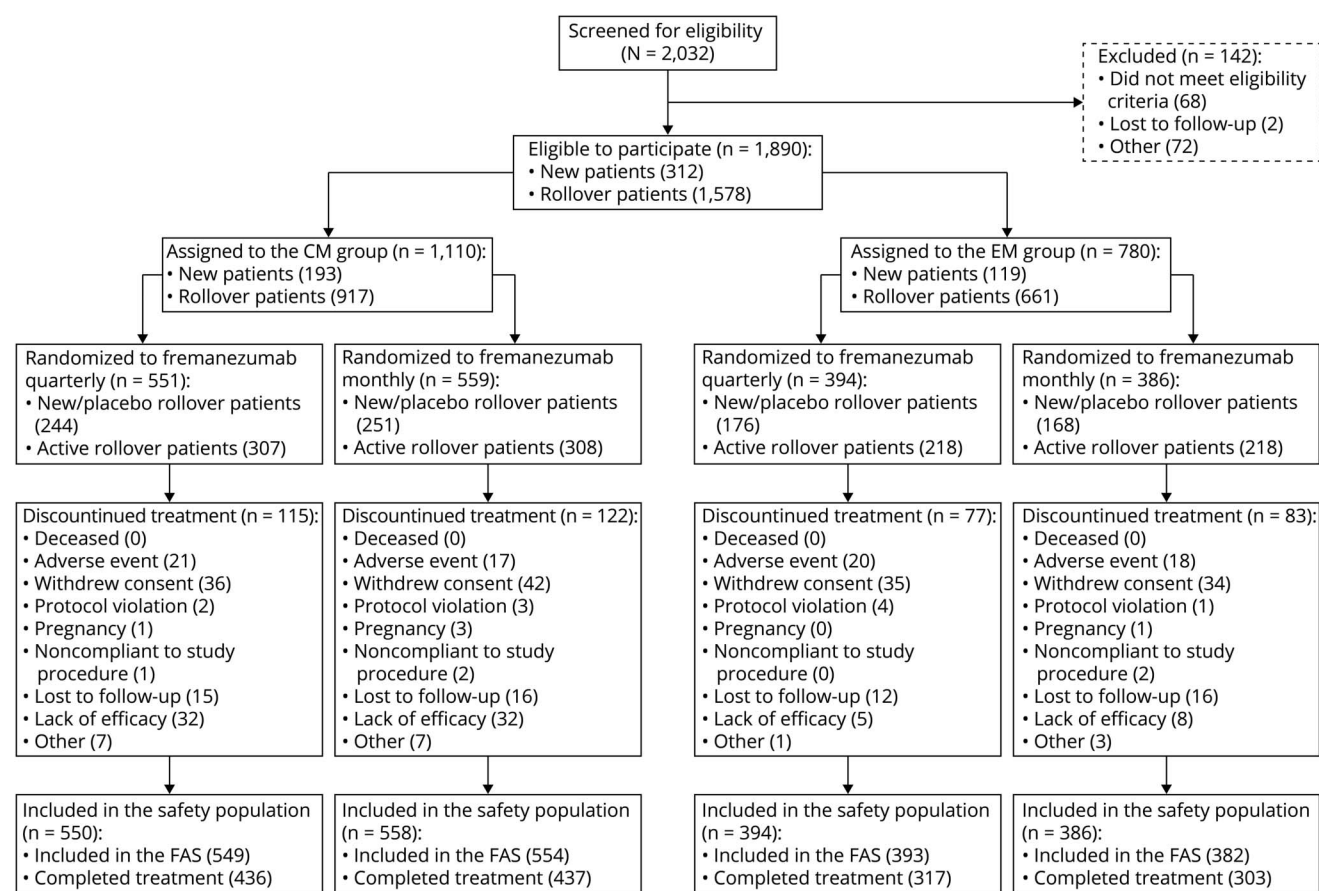 Screened for eligibility
(N = 2,032)
Excluded (n = 142):
• Did not meet eligibility
criteria (68)
• Lost to follow-up (2)
• Other (72)
Eligible to participate (n = 1,890):
• New patients (312)
• Rollover patients (1,578)
Assigned to the CM group (n = 1,110):
• New patients (193)
• Rollover patients (917)
Assigned to the EM group (n = 780):
• New patients (119)
• Rollover patients (661)
Randomized to fremanezumab
quarterly (n = 551):
• New/placebo rollover patients
(244)
• Active rollover patients (307)
Randomized to fremanezumab
monthly (n = 559):
• New/placebo rollover patients
(251)
• Active rollover patients (308)
Randomized to fremanezumab
quarterly (n = 394):
• New/placebo rollover patients
(176)
• Active rollover patients (218)
Randomized to fremanezumab
monthly (n = 386):
• New/placebo rollover patients
(168)
• Active rollover patients (218)
Discountinued treatment (n = 115):
• Deceased (0)
• Adverse event (21)
• Withdrew consent (36)
• Protocol violation (2)
• Pregnancy (1)
• Noncompliant to study
procedure (1)
• Lost to follow-up (15)
• Lack of efficacy (32)
• Other (7)
Discountinued treatment (n = 122):
• Deceased (0)
• Adverse event (17)
• Withdrew consent (42)
• Protocol violation (3)
• Pregnancy (3)
• Noncompliant to study
procedure (2)
• Lost to follow-up (16)
• Lack of efficacy (32)
• Other (7)
Discountinued treatment (n = 77):
• Deceased (0)
• Adverse event (20)
• Withdrew consent (35)
• Protocol violation (4)
• Pregnancy (0)
• Noncompliant to study
procedure (0)
• Lost to follow-up (12)
• Lack of efficacy (5)
• Other (1)
Discountinued treatment (n = 83):
• Deceased (0)
• Adverse event (18)
• Withdrew consent (34)
• Protocol violation (1)
• Pregnancy (1)
• Noncompliant to study
procedure (2)
• Lost to follow-up (16)
• Lack of efficacy (8)
• Other (3)
Included in the safety population
(n = 550):
• Included in the FAS (549)
• Completed treatment (436)
Included in the safety population
(n = 558):
• Included in the FAS (554)
• Completed treatment (437)
Included in the safety population
(n = 394):
• Included in the FAS (393)
• Completed treatment (317)
Included in the safety population
(n = 386):
• Included in the FAS (382)
• Completed treatment (303)